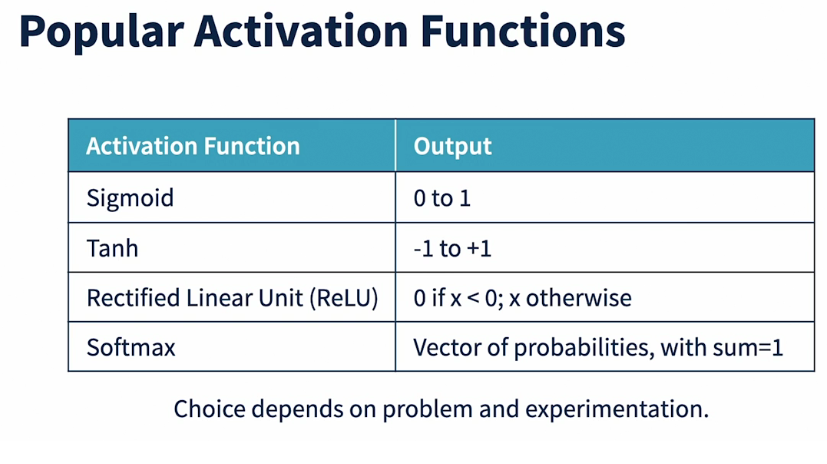 Popular Activation Functions
Activation Function Output
Sigmoid 0 to 1
Tanh -1 to +1
Rectified Linear Unit (ReLU) 0 if x < 0; x otherwise
Softmax Vector of probabilities, with sum=1
Choice depends on problem and experimentation.